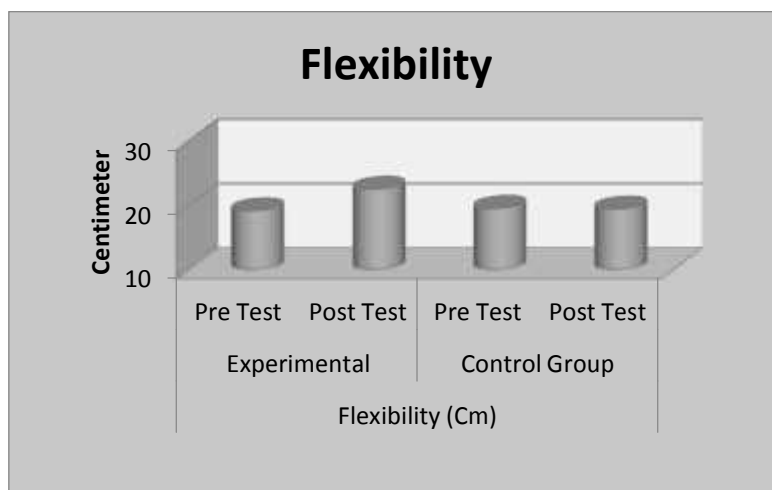 Flexibility
Centimeter
30
20
10
Pre Test Post Test Pre Test Post Test
Experimental Control Group
Flexibility (Cm)